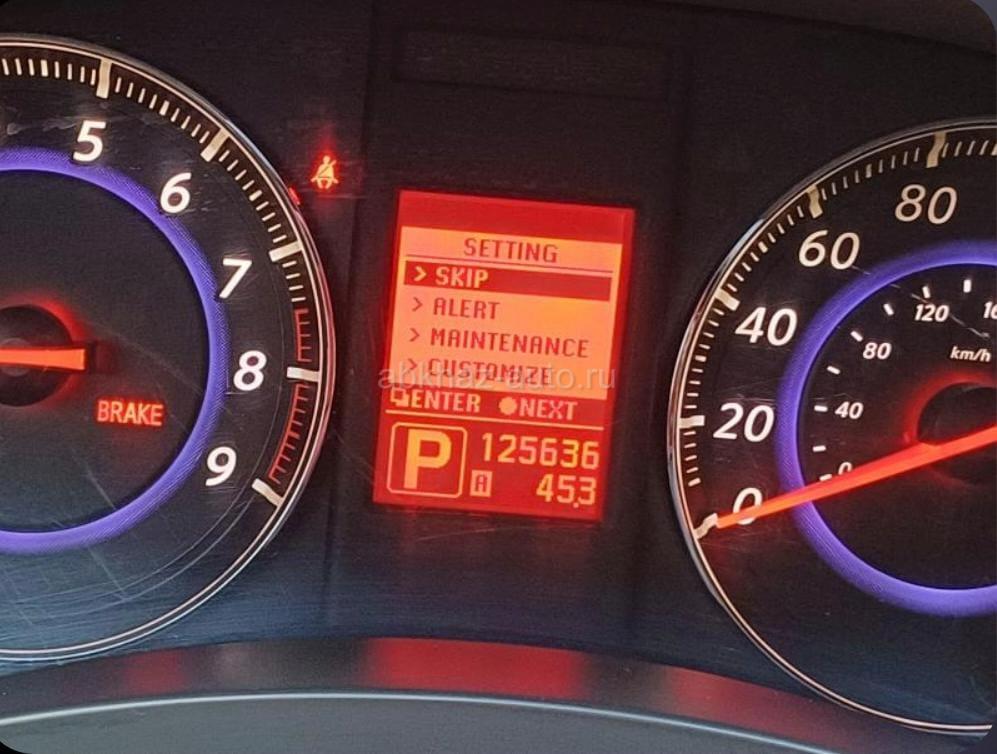 5
6
7
8
9
BRAKE
SETTING
> SKIP
> ALERT
> MAINTENANCE
> CUSTOMIZE
abkhaz-auto.ru
ENTER NEXT
P 125636
A 45.3
80
60
40
20
0
120
80
40
0
km/h